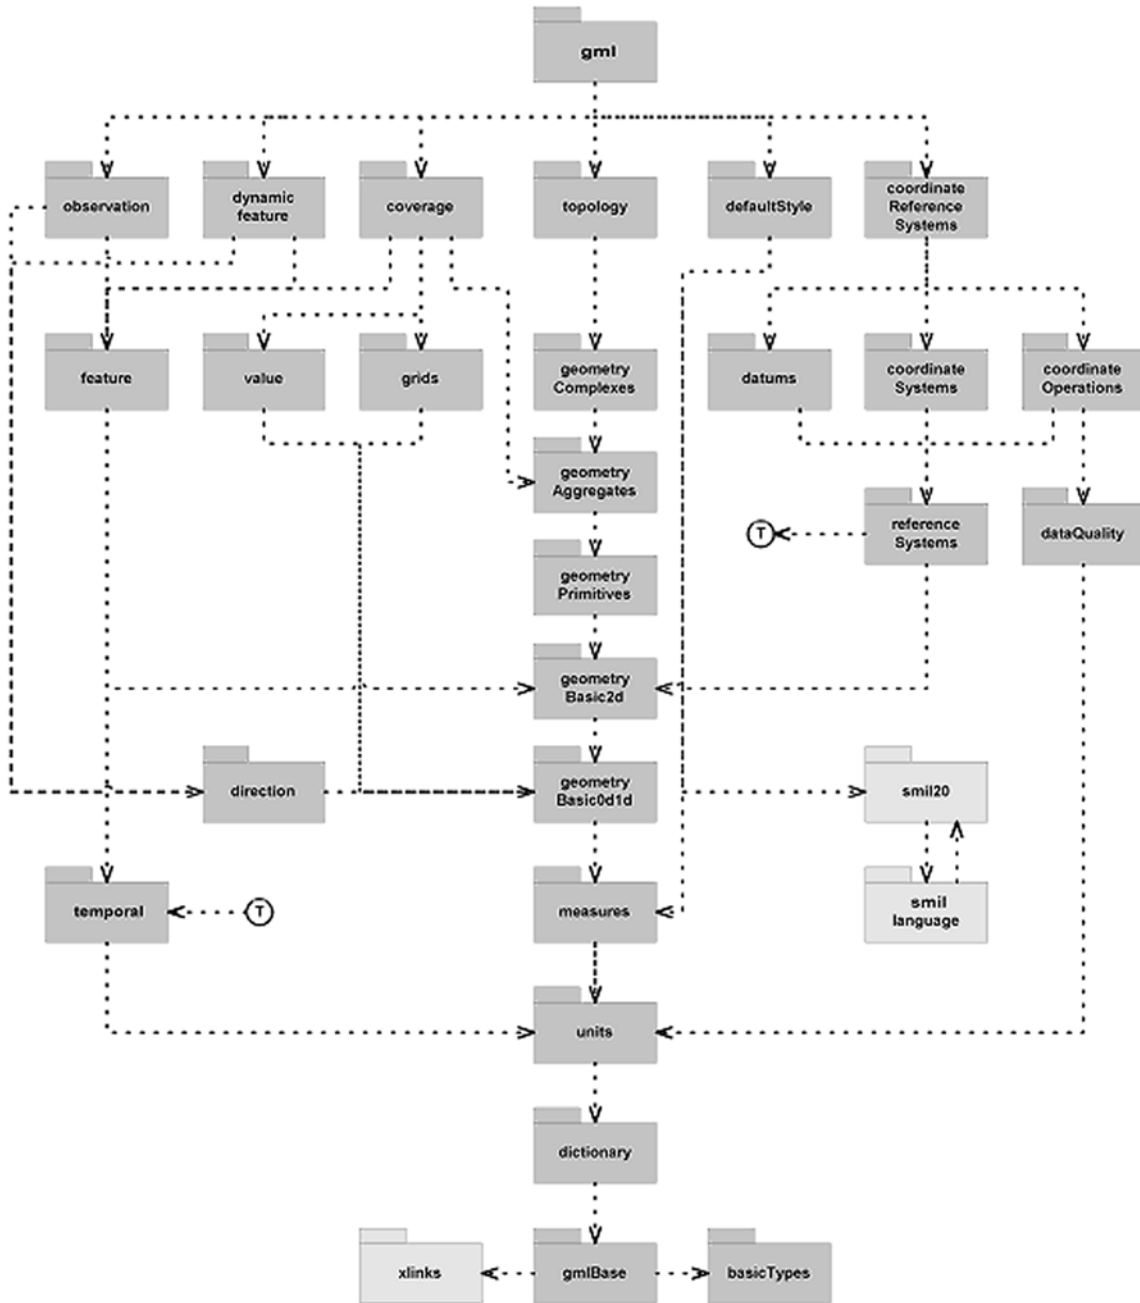 gml
observation
dynamic
feature
coverage
topology
defaultStyle
coordinate
Reference
Systems
feature
value
grids
geometry
Complexes
datums
coordinate
Systems
coordinate
Operations
geometry
Aggregates
T
reference
Systems
dataQuality
geometry
Primitives
geometry
Basic2d
direction
geometry
Basic0d1d
smil20
temporal
T
measures
smil
language
units
dictionary
xlinks
gmlBase
basicTypes